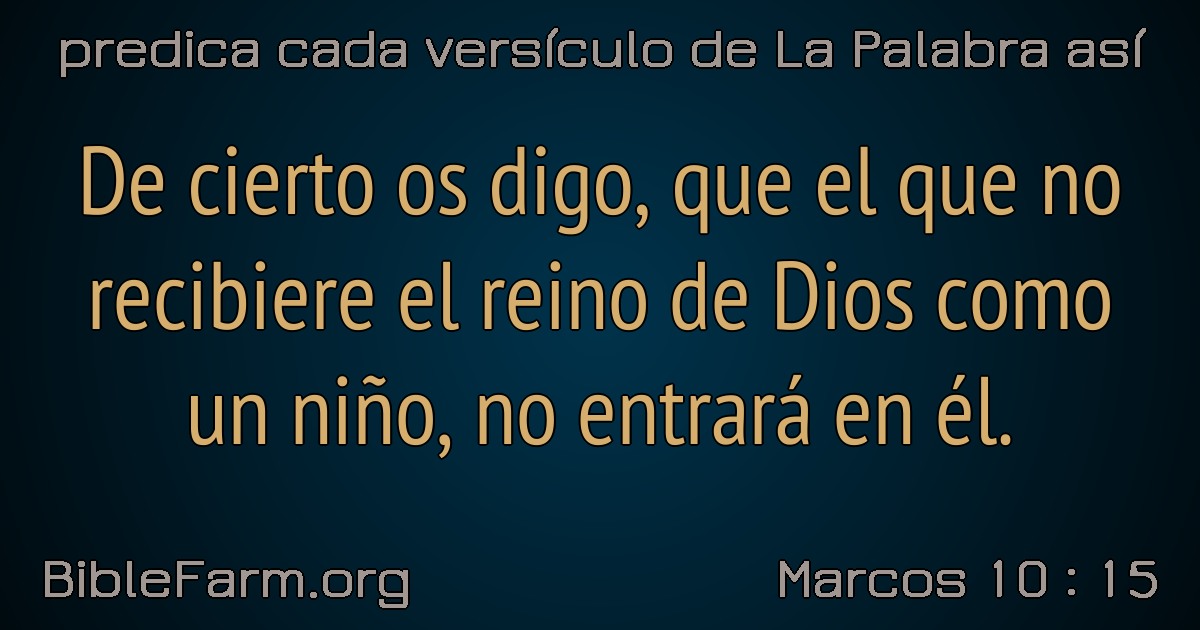 predica cada versículo de La Palabra así
De cierto os digo, que el que no
recibiere el reino de Dios como
un niño, no entrará en él.
BibleFarm.org
Marcos 10 : 15